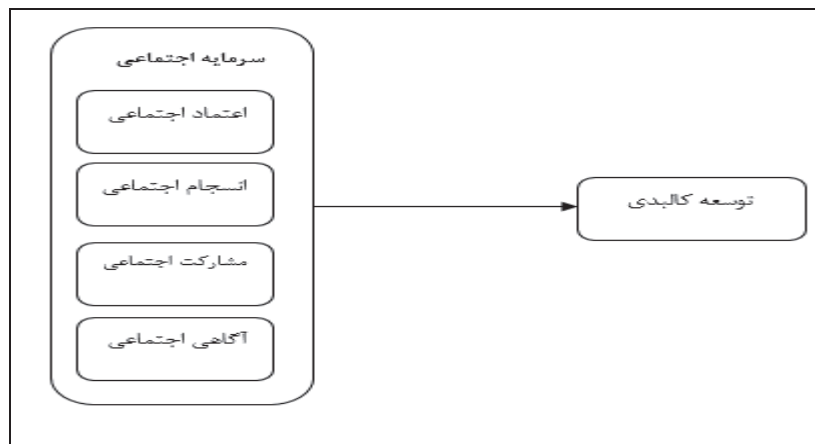 سرمایه اجتماعی
اعتماد اجتماعی
انسجام اجتماعی
مشارکت اجتماعی
آگاهی اجتماعی
توسعه کالبدی